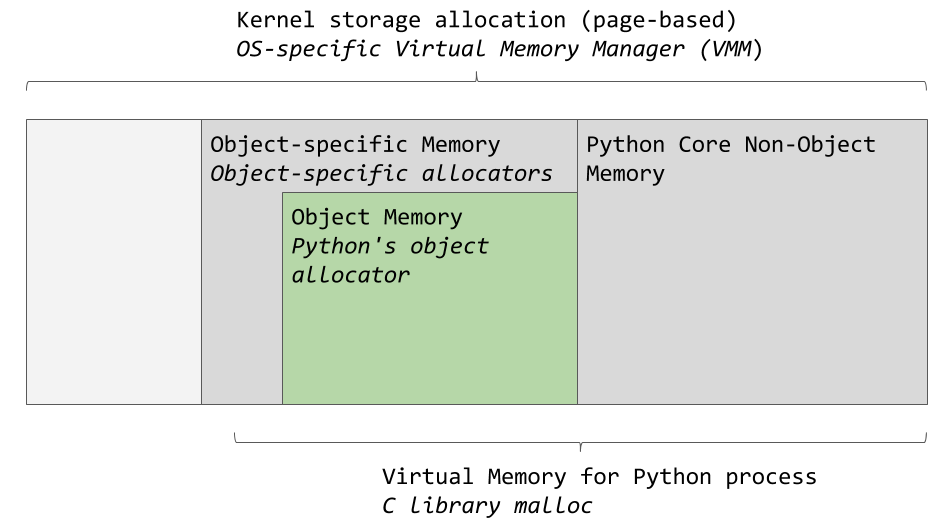 Kernel storage allocation (page-based)
OS-specific Virtual Memory Manager (VMM)
Object-specific Memory
Object-specific allocators
Python Core Non-Object
Memory
Object Memory
Python's object
allocator
Virtual Memory for Python process
C library malloc